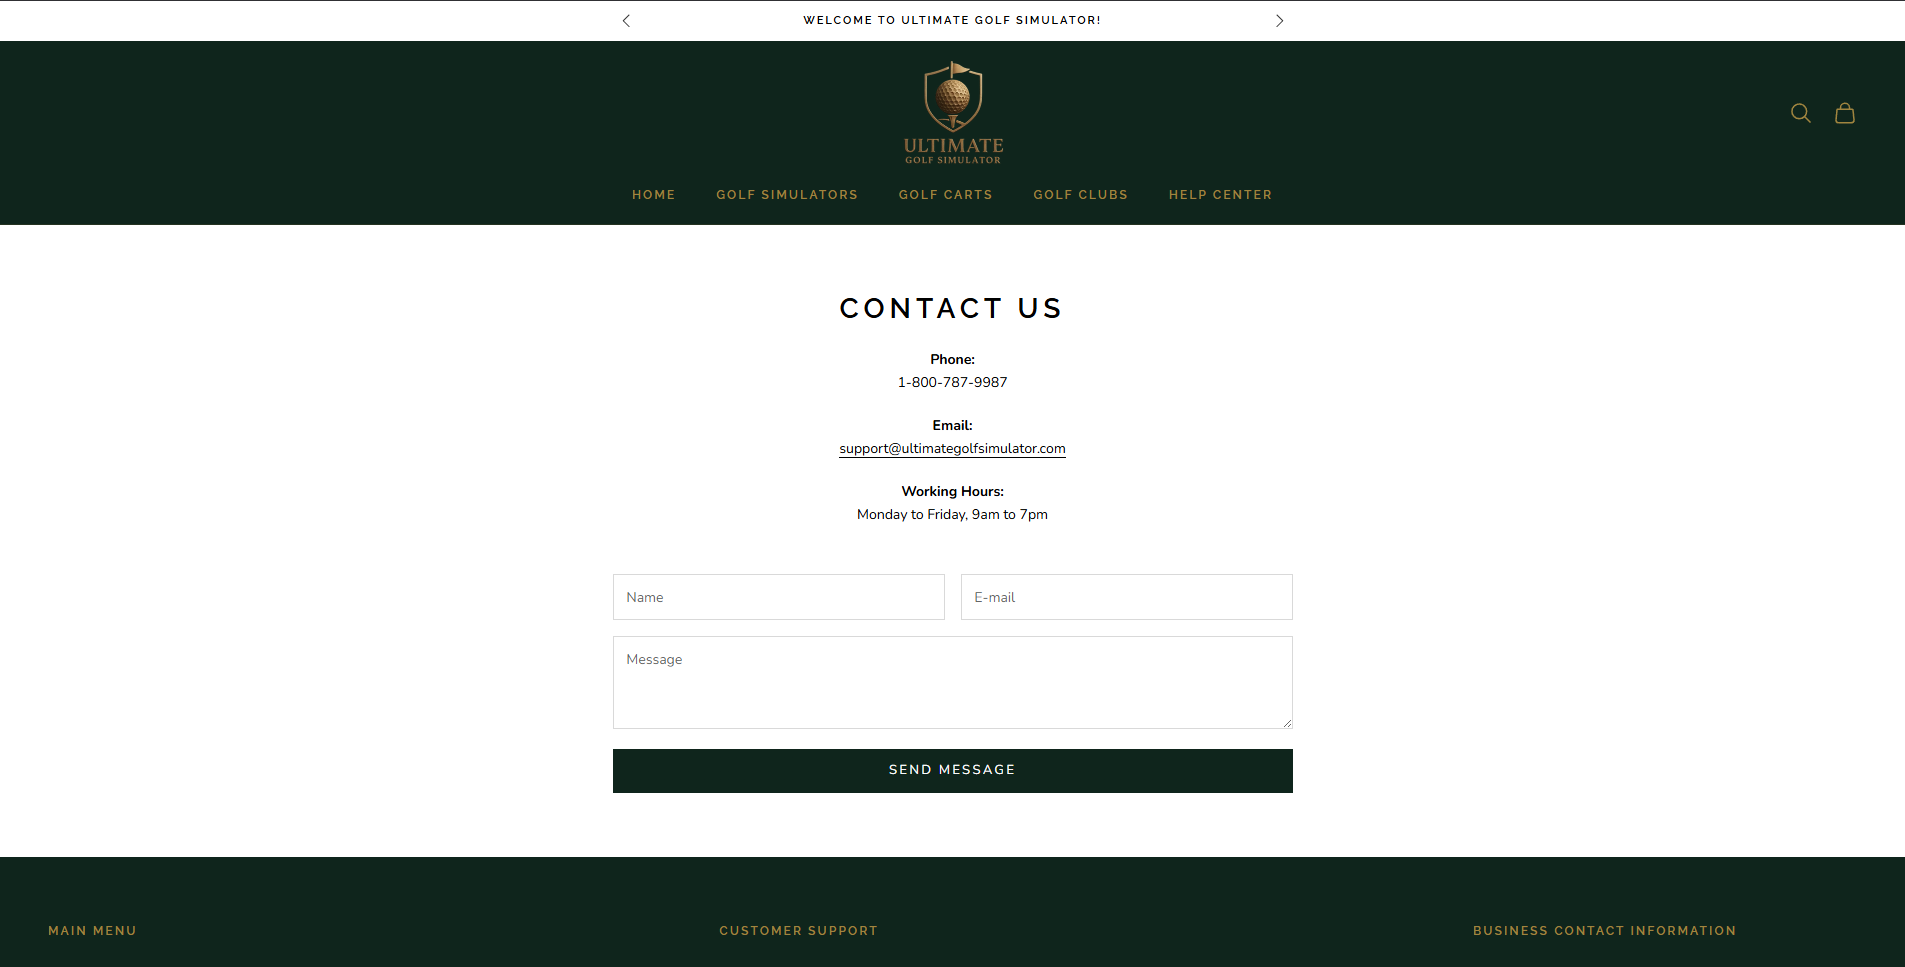 WELCOME TO ULTIMATE GOLF SIMULATOR!
ULTIMATE
GOLF SIMULATOR
HOME GOLF SIMULATORS GOLF CARTS GOLF CLUBS HELP CENTER
CONTACT US
Phone:
1-800-787-9987
Email:
support@ultimategolfsimulator.com
Working Hours:
Monday to Friday, 9am to 7pm
Name E-mail
Message
SEND MESSAGE
MAIN MENU CUSTOMER SUPPORT BUSINESS CONTACT INFORMATION